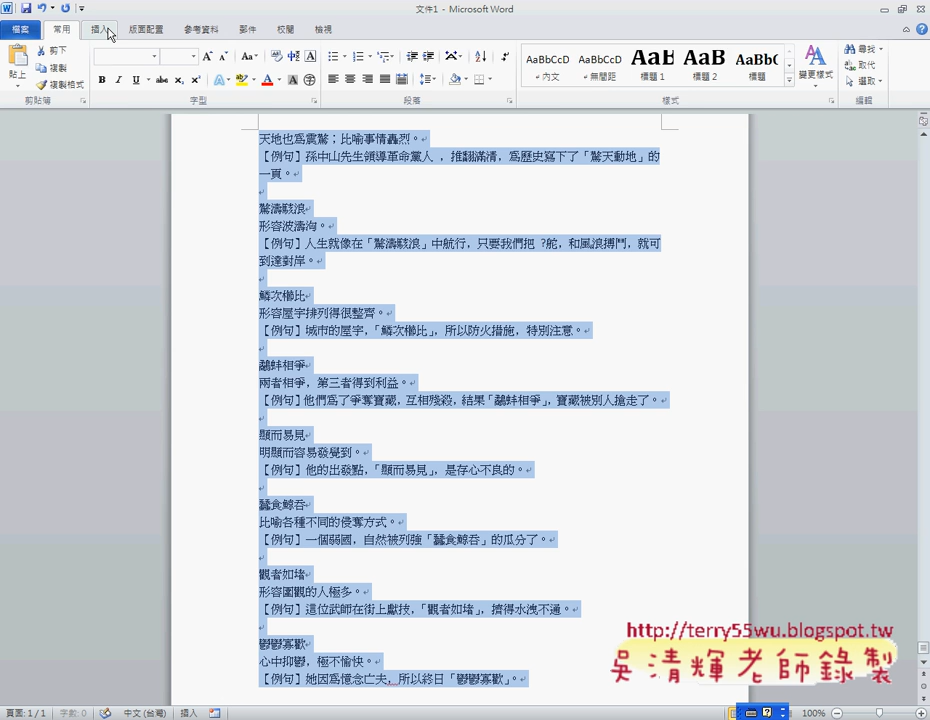 文件1 - Microsoft Word
檔案 常用 插入 版面配置 參考資料 郵件 校閱 檢視
貼上 剪下 複製 複製格式
AaBbCcD AaBbCcD AaB AaB AaBbC
內文 無間距 標題 1 標題 2 標題 變更樣式
尋找 取代 選取
剪貼簿 字型 段落 樣式 編輯
天地也為震驚;比喻事情轟烈。
【例句】孫中山先生領導革命黨人 ,推翻滿清,為歷史寫下了「驚天動地」的
一頁。
驚濤駭浪
形容波濤洶。
【例句】人生就像在「驚濤駭浪」中航行,只要我們把 ?舵,和風浪搏鬥,就可
到達對岸。
鱗次櫛比
形容屋宇排列得很整齊。
【例句】城市的屋宇,「鱗次櫛比」,所以防火措施,特別注意。
鷸蚌相爭
兩者相爭,第三者得到利益。
【例句】他們為了爭奪寶藏,互相殘殺,結果「鷸蚌相爭」,寶藏被別人搶走了。
顯而易見
明顯而容易發覺到。
【例句】他的出發點,「顯而易見」,是存心不良的。
蠶食鯨吞
比喻各種不同的侵奪方式。
【例句】一個弱國,自然被列強「蠶食鯨吞」的瓜分了。
觀者如堵
形容圍觀的人極多。
【例句】這位武師在街上獻技,「觀者如堵」,擠得水洩不通。
鬱鬱寡歡
心中抑鬱,極不愉快。
【例句】她因為憶念亡夫,所以終日「鬱鬱寡歡」。
http://terry55wu.blogspot.tw
吳清輝老師錄製
頁面: 1 / 1 字數: 0 中文 (台灣) 插入 100%